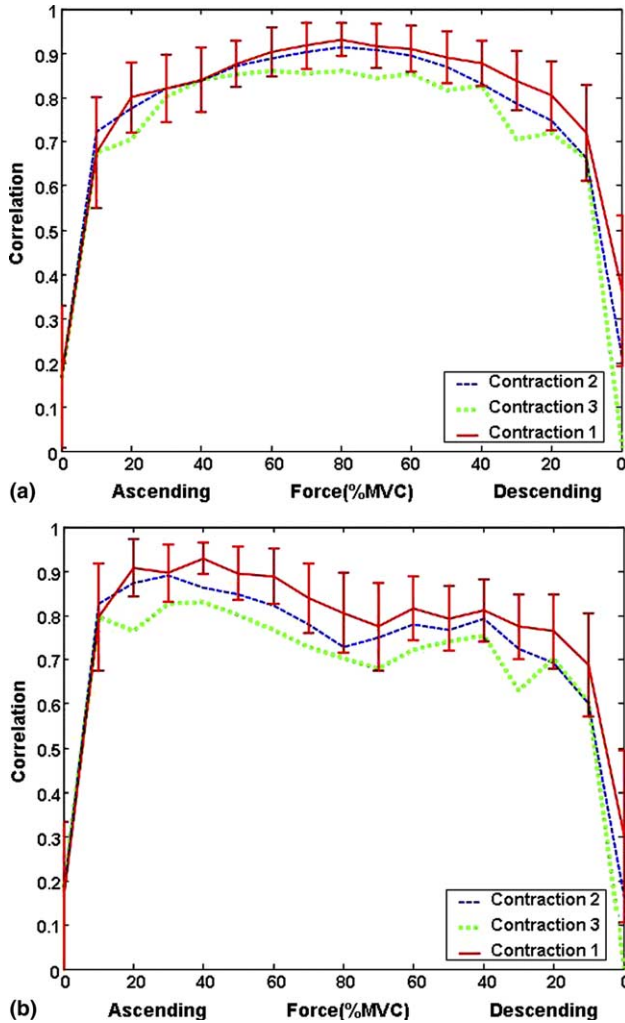 1
0.9
0.8
0.7
0.6
0.5
0.4
0.3
0.2
0.1
0
Correlation
Contraction 2
Contraction 3
Contraction 1
0 20 40 60 80 60 40 20 0
(a) Ascending Force(%MVC) Descending
1
0.9
0.8
0.7
0.6
0.5
0.4
0.3
0.2
0.1
0
Correlation
Contraction 2
Contraction 3
Contraction 1
0 20 40 60 80 60 40 20 0
(b) Ascending Force(%MVC) Descending